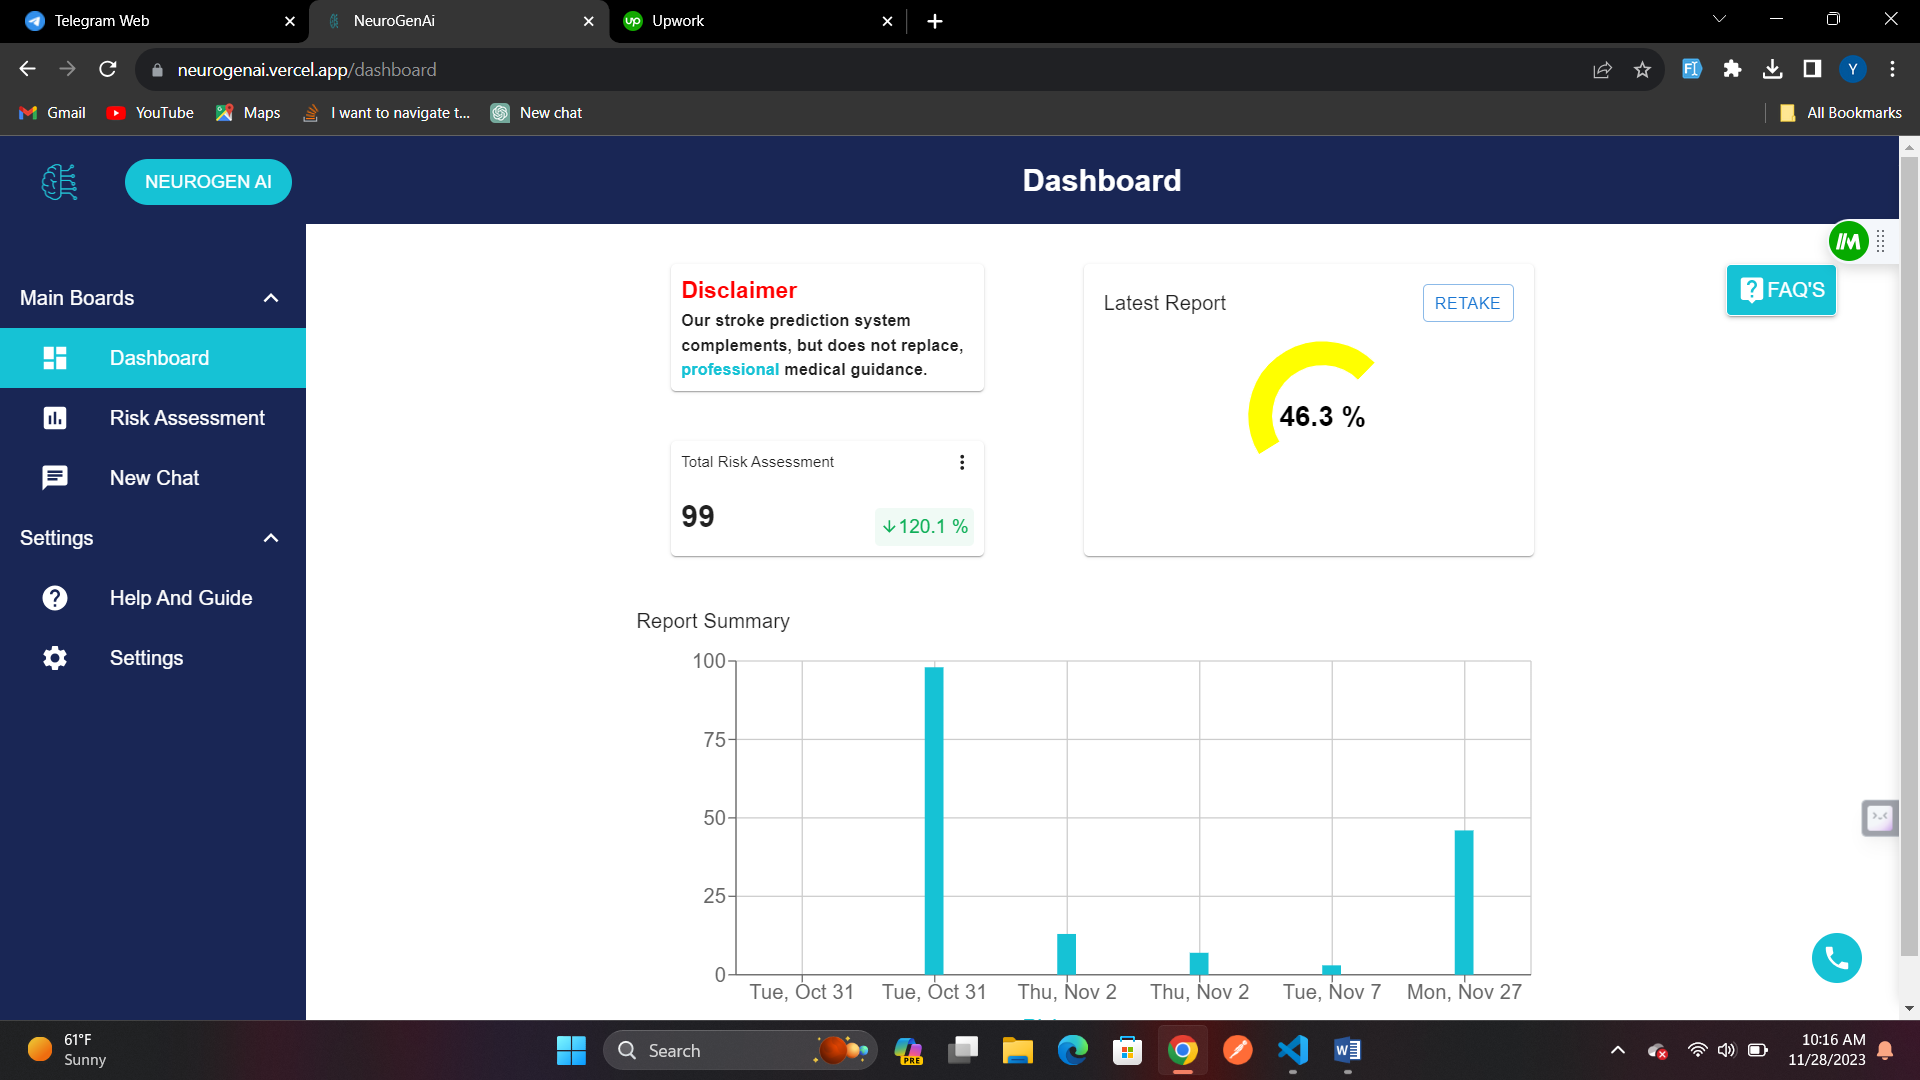 Telegram Web
NeuroGenAi
up
Upwork
neurogenai.vercel.app/dashboard
Y
Gmail
YouTube
Maps
I want to navigate t...
New chat
All Bookmarks
NEUROGEN AI
Dashboard
Main Boards
Dashboard
Risk Assessment
New Chat
Settings
Help And Guide
Settings
Disclaimer
Our stroke prediction system
complements, but does not replace,
professional medical guidance.
Total Risk Assessment
99
120.1 %
Latest Report
RETAKE
46.3 %
FAQ'S
Report Summary
100
75
50
25
0
Tue, Oct 31
Tue, Oct 31
Thu, Nov 2
Thu, Nov 2
Tue, Nov 7
Mon, Nov 27
61°F
Sunny
Search
PRE
10:16 AM
11/28/2023